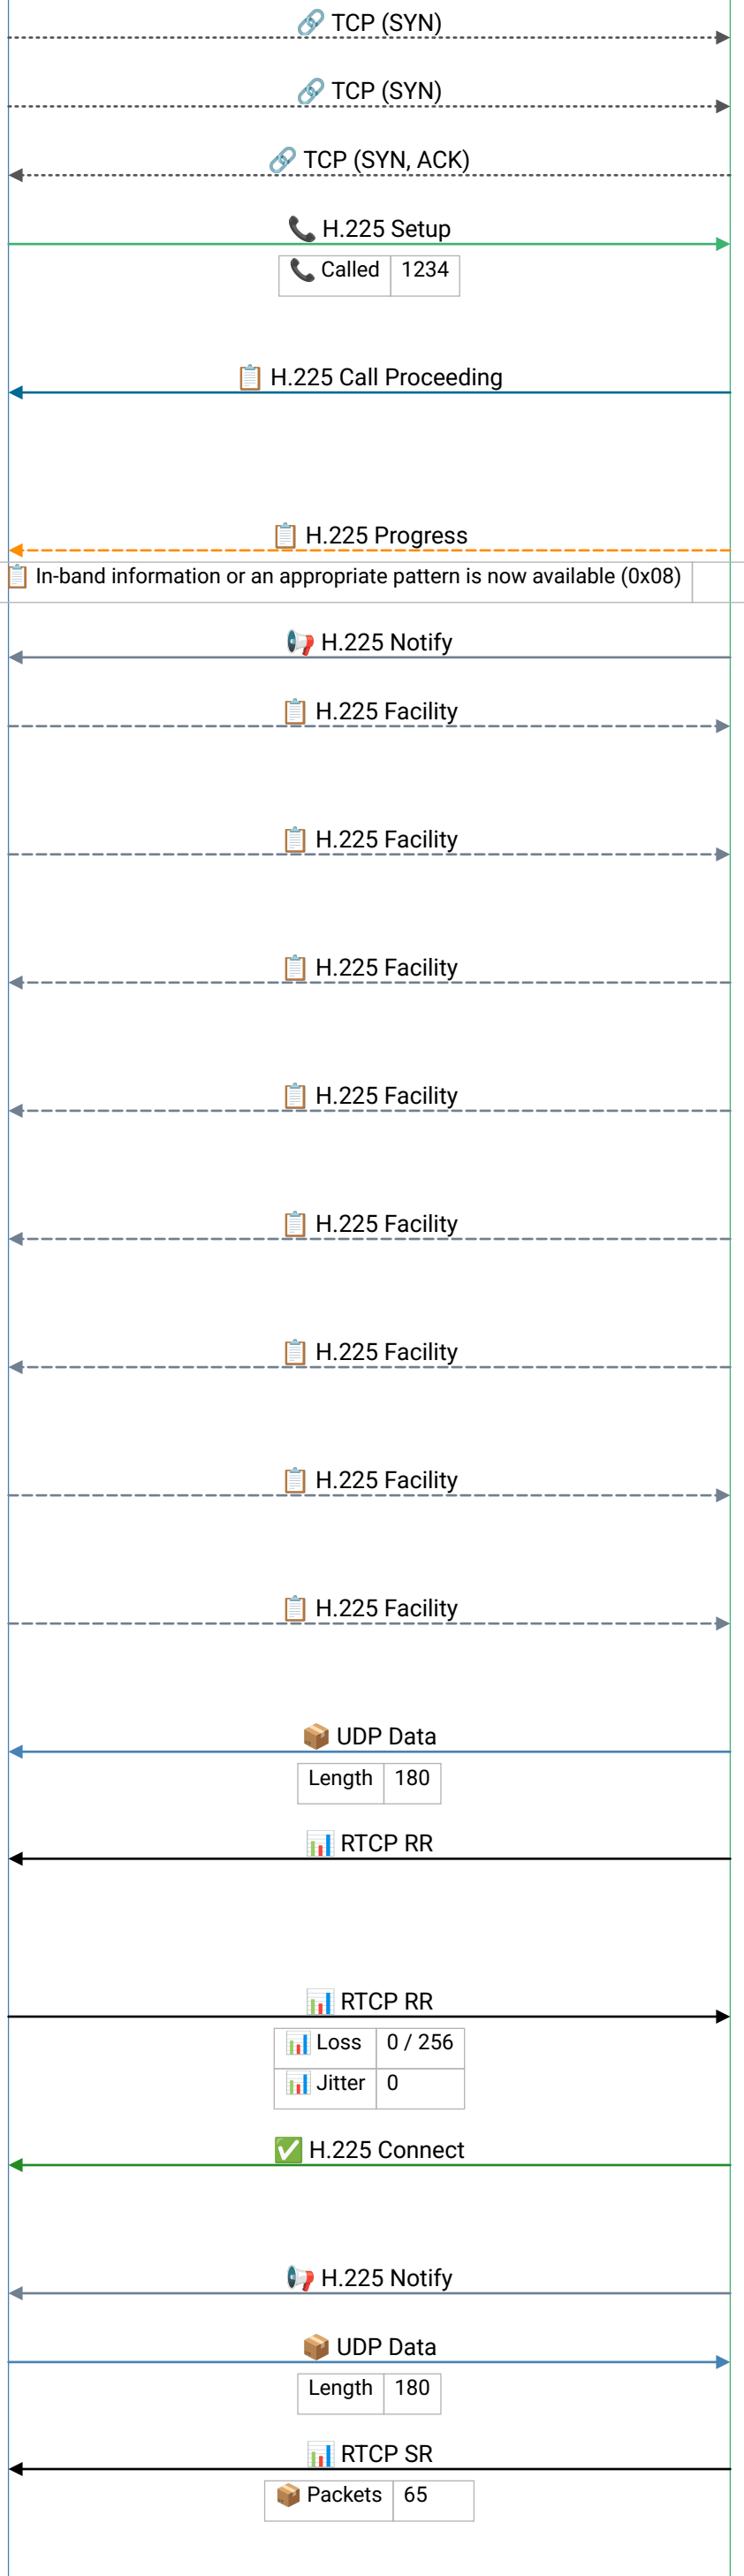 🔗 TCP (SYN)
🔗 TCP (SYN)
🔗 TCP (SYN, ACK)
📞 H.225 Setup
📞 Called 1234
📋 H.225 Call Proceeding
📋 H.225 Progress
📋 In-band information or an appropriate pattern is now available (0x08)
📢 H.225 Notify
📋 H.225 Facility
📋 H.225 Facility
📋 H.225 Facility
📋 H.225 Facility
📋 H.225 Facility
📋 H.225 Facility
📋 H.225 Facility
📋 H.225 Facility
📦 UDP Data
Length 180
📊 RTCP RR
📊 RTCP RR
📊 Loss 0 / 256
📊 Jitter 0
✅ H.225 Connect
📢 H.225 Notify
📦 UDP Data
Length 180
📊 RTCP SR
📦 Packets 65